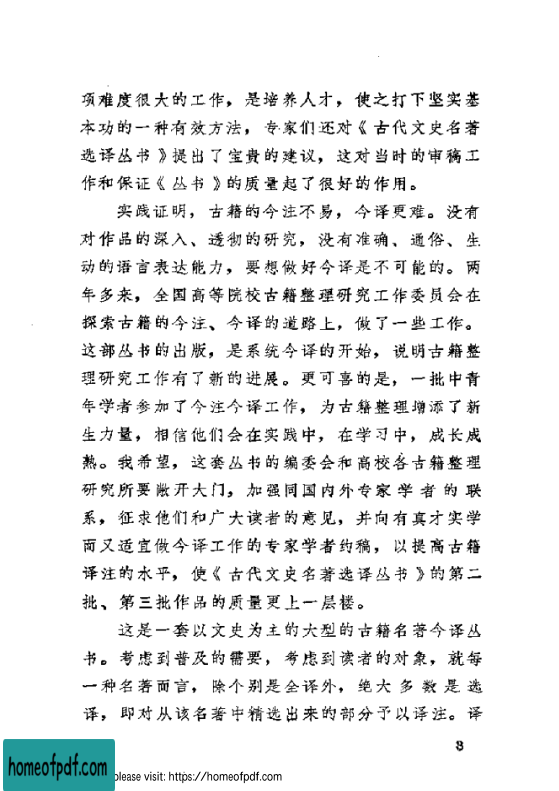 项难度很大的工作，是培养人才，使之打下坚实基
本功的一种有效方法，专家们还对《古代文史名著
选译丛书》提出了宝贵的建议，这对当时的审稿工
作和保证《丛书》的质量起了很好的作用。
实践证明，古籍的今注不易，今译更难。没有
对作品的深入、透彻的研究，没有准确、通俗、生
动的语言表达能力，要想做好今译是不可能的。两
年多来，全国高等院校古籍整理研究工作委员会在
探索古籍的今注、今译的道路上，做了一些工作。
这部丛书的出版，是系统今译的开始，说明古籍整
理研究工作有了新的进展。更可喜的是，一批中青
年学者参加了今注今译工作，为古籍整理增添了新
生力量，相信他们会在实践中，在学习中，成长成
熟。我希望，这套丛书的编委会和高校各古籍整理
研究所要敞开大门，加强同国内外专家学者的联
系，征求他们和广大读者的意见，并向有真才实学
而又适宜做今译工作的专家学者约稿，以提高古籍
译注的水平，使《古代文史名著选译丛书》的第二
批、第三批作品的质量更上一层楼。
这是一套以文史为主的大型的古籍名著今译丛
书。考虑到普及的需要，考虑到读者的对象，就每
一种名著而言，除个别是全译外，绝大多数是选
译，即对从该名著中精选出来的部分予以译注。译
3
homeofpdf.com
please visit: https://homeofpdf.com